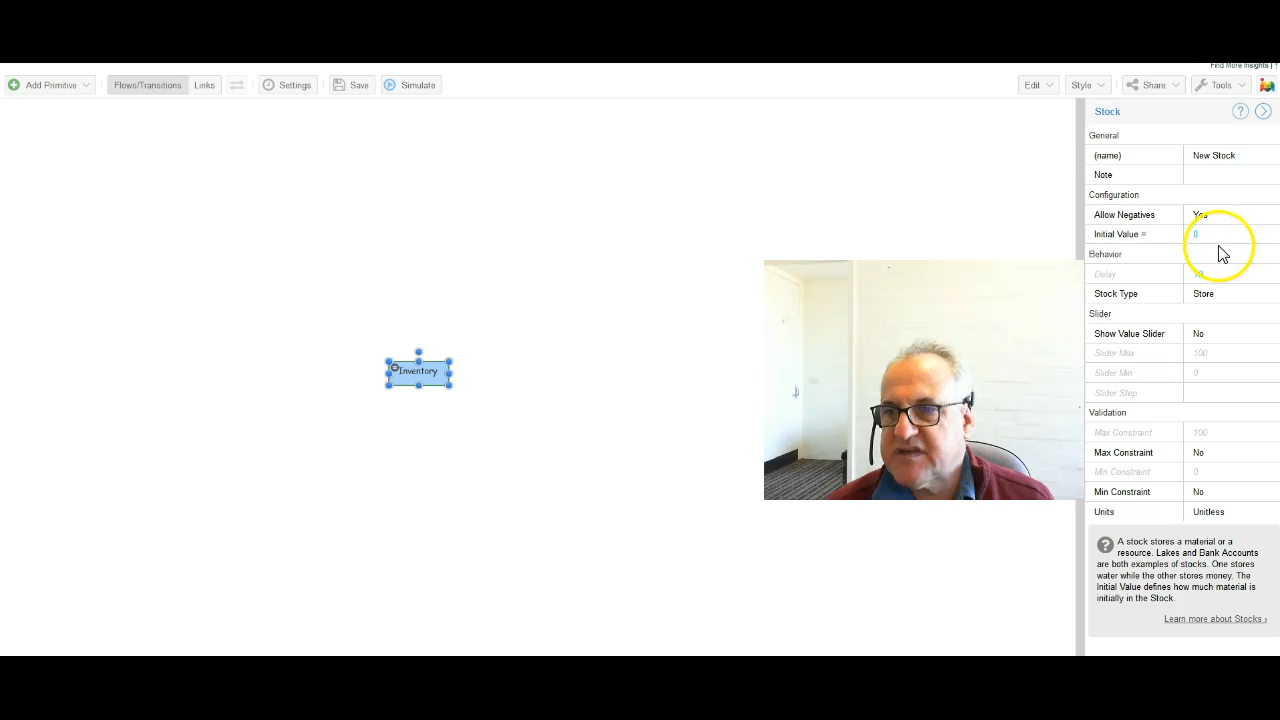 Find More Insights |
Add Primitive
Flows/Transitions
Links
Settings
Save
Simulate
Edit
Style
Share
Tools
Stock
?
General
(name) New Stock
Note
Configuration
Allow Negatives Yes
Initial Value = 0
Behavior
Delay 10
Stock Type Store
Slider
Show Value Slider No
Slider Max 100
Slider Min 0
Slider Step
Validation
Max Constraint 100
Max Constraint No
Min Constraint 0
Min Constraint No
Units Unitless
= Inventory
? A stock stores a material or a
resource. Lakes and Bank Accounts
are both examples of stocks. One stores
water while the other stores money. The
Initial Value defines how much material is
initially in the Stock.
Learn more about Stocks ›